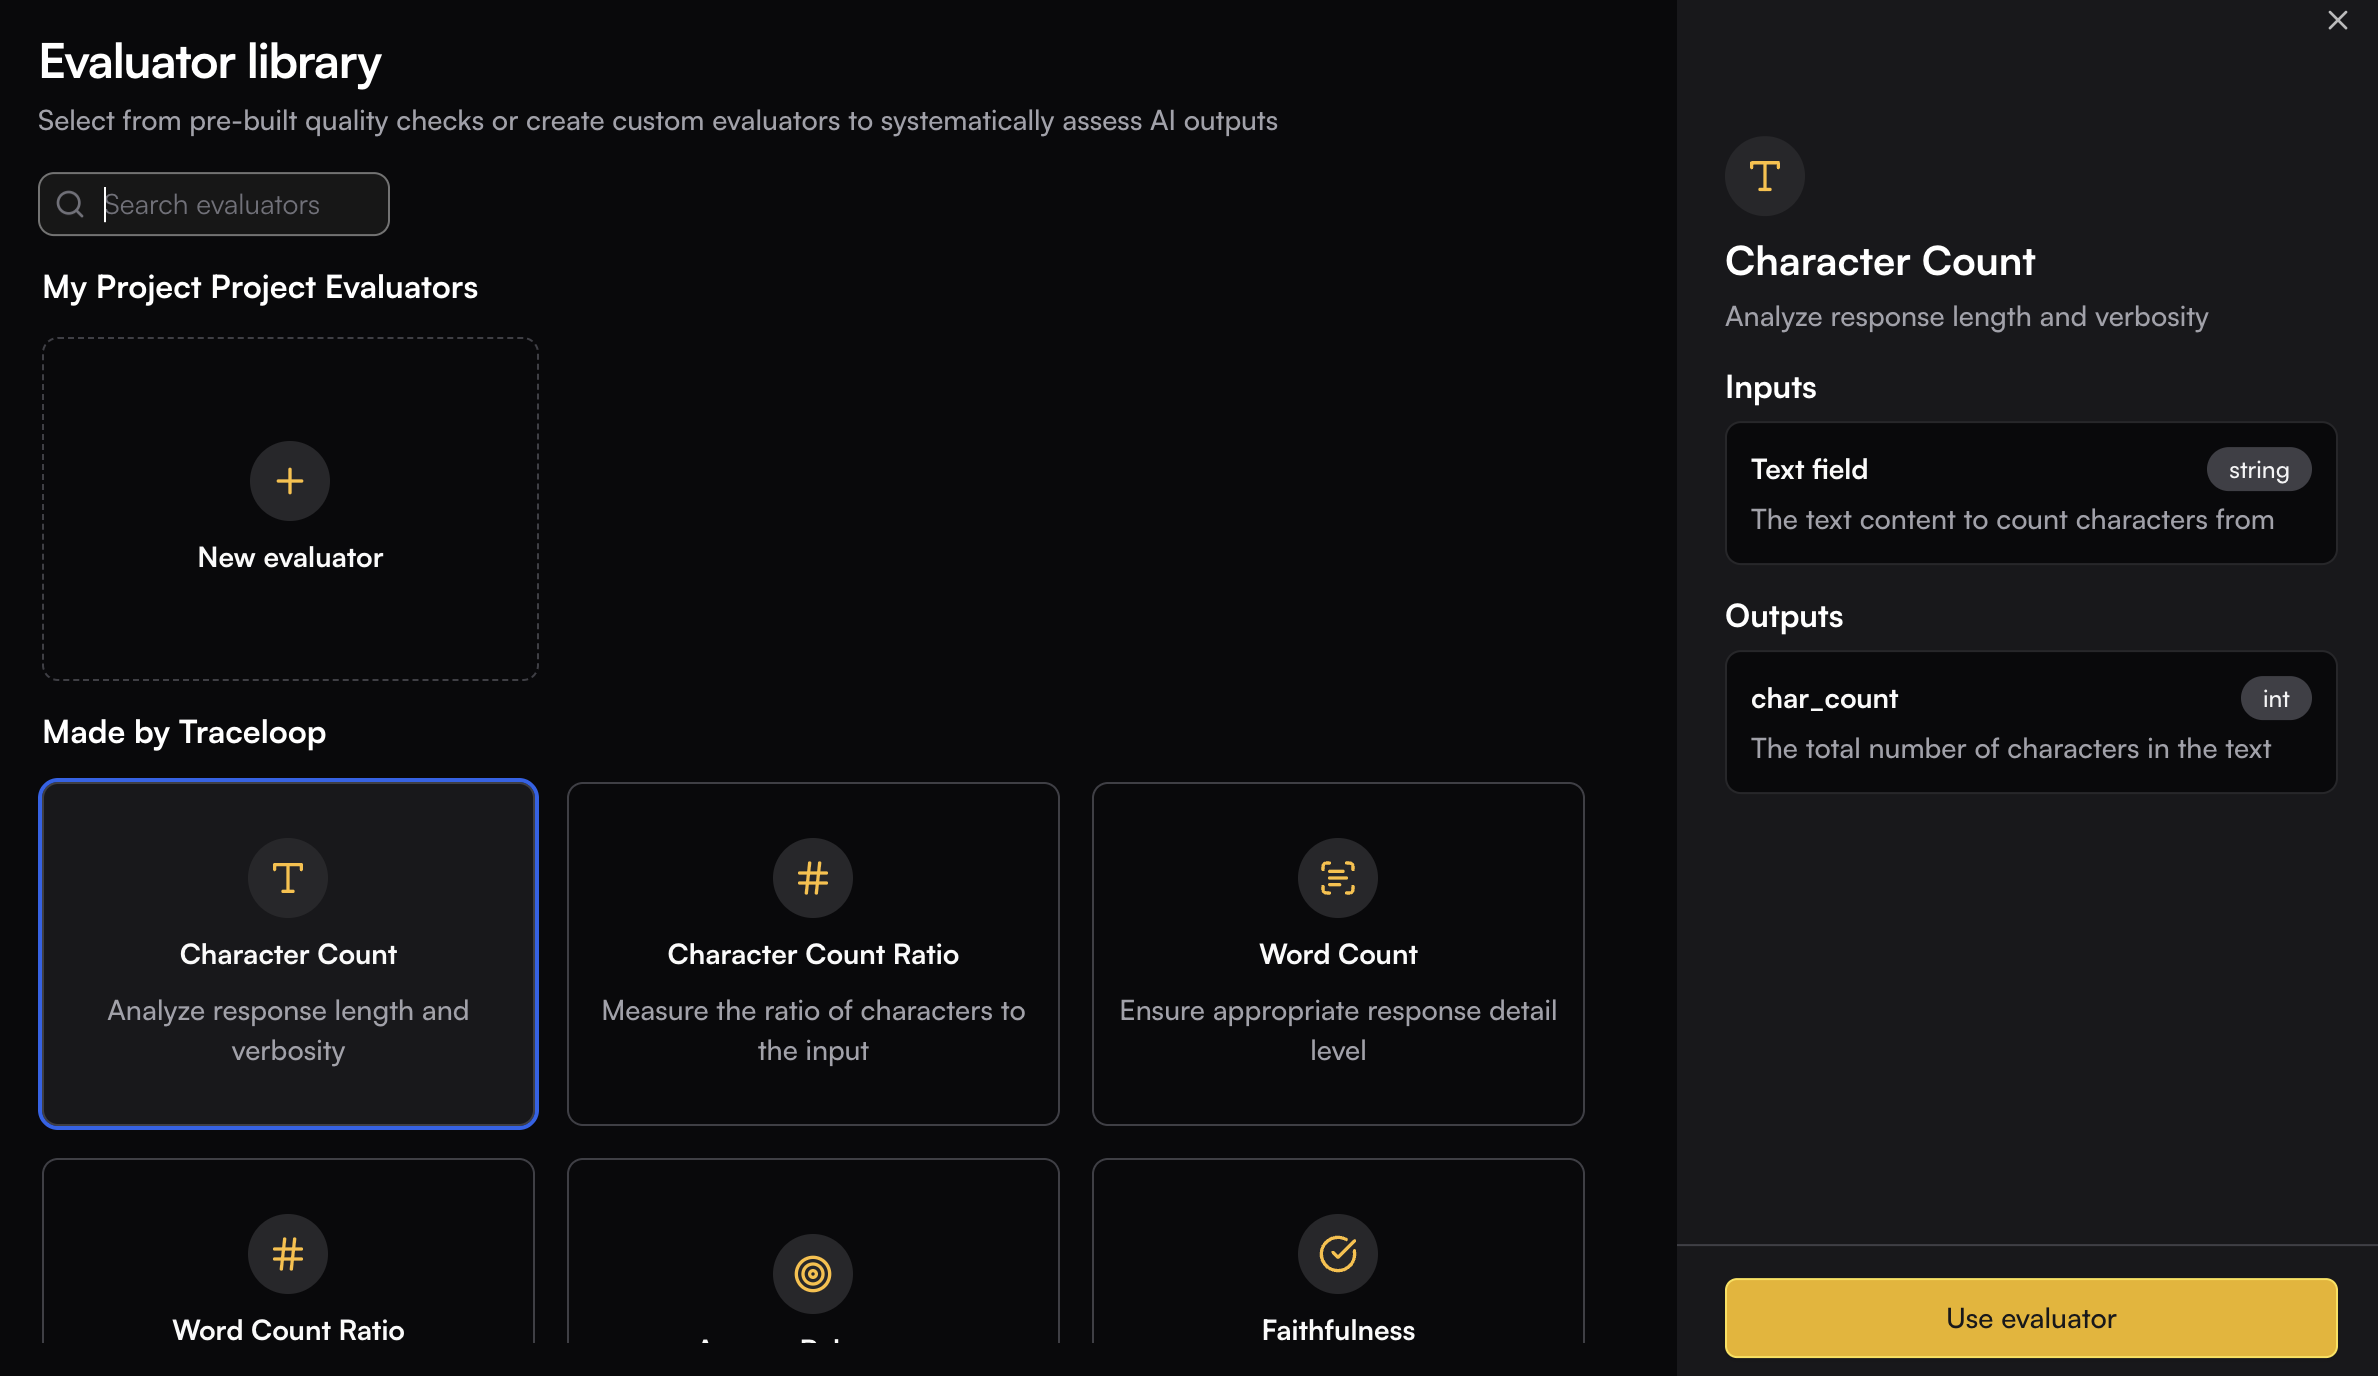 Evaluator library
Select from pre-built quality checks or create custom evaluators to systematically assess AI outputs
Search evaluators
My Project Project Evaluators
New evaluator
Made by Traceloop
Character Count
Analyze response length and
verbosity
Character Count Ratio
Measure the ratio of characters to
the input
Word Count
Ensure appropriate response detail
level
Word Count Ratio
Faithfulness
Character Count
Analyze response length and verbosity
Inputs
Text field
string
The text content to count characters from
Outputs
char_count
int
The total number of characters in the text
Use evaluator